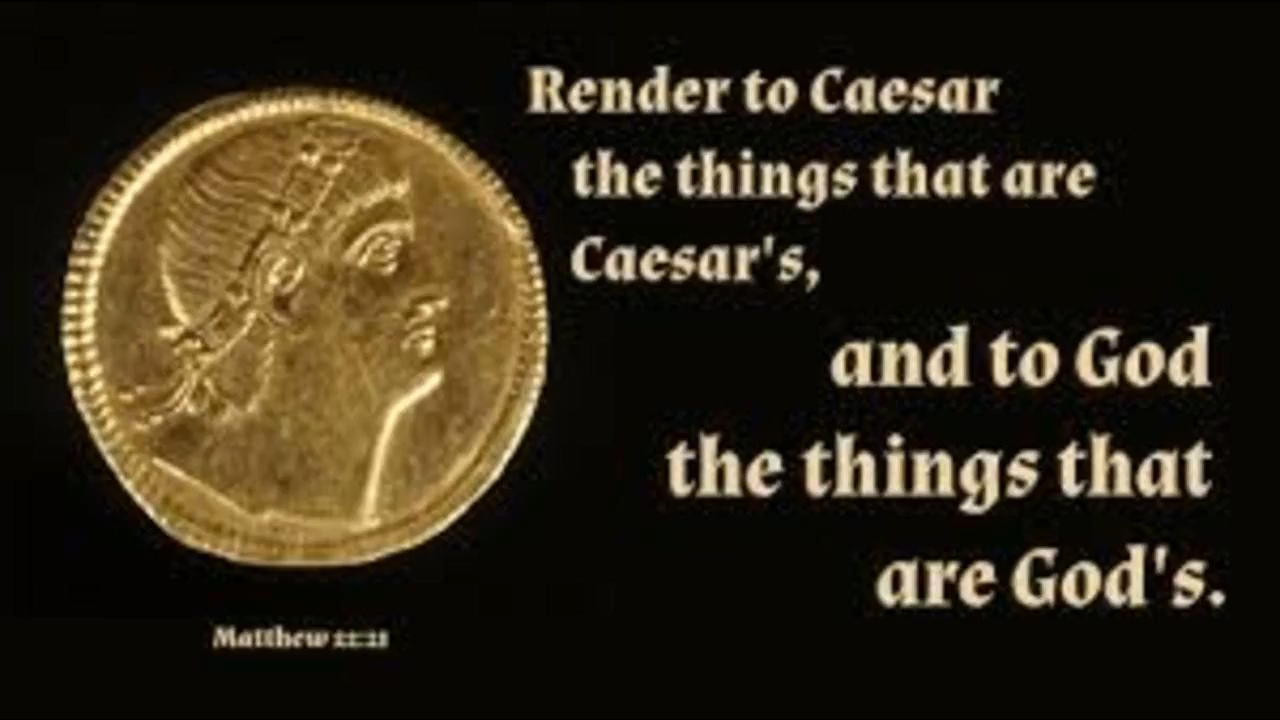 Render to Caesar
the things that are
Caesar's,
and to God
the things that
are God's.
Matthew 22:21